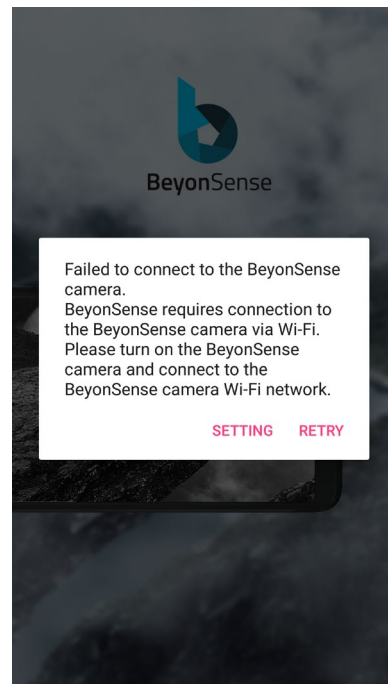 BeyonSense
Failed to connect to the BeyonSense
camera.
BeyonSense requires connection to
the BeyonSense camera via Wi-Fi.
Please turn on the BeyonSense
camera and connect to the
BeyonSense camera Wi-Fi network.
SETTING RETRY